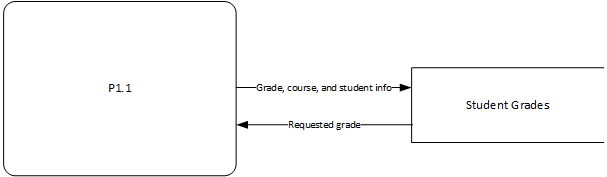 P1.1
Grade, course, and student info
Student Grades
Requested grade